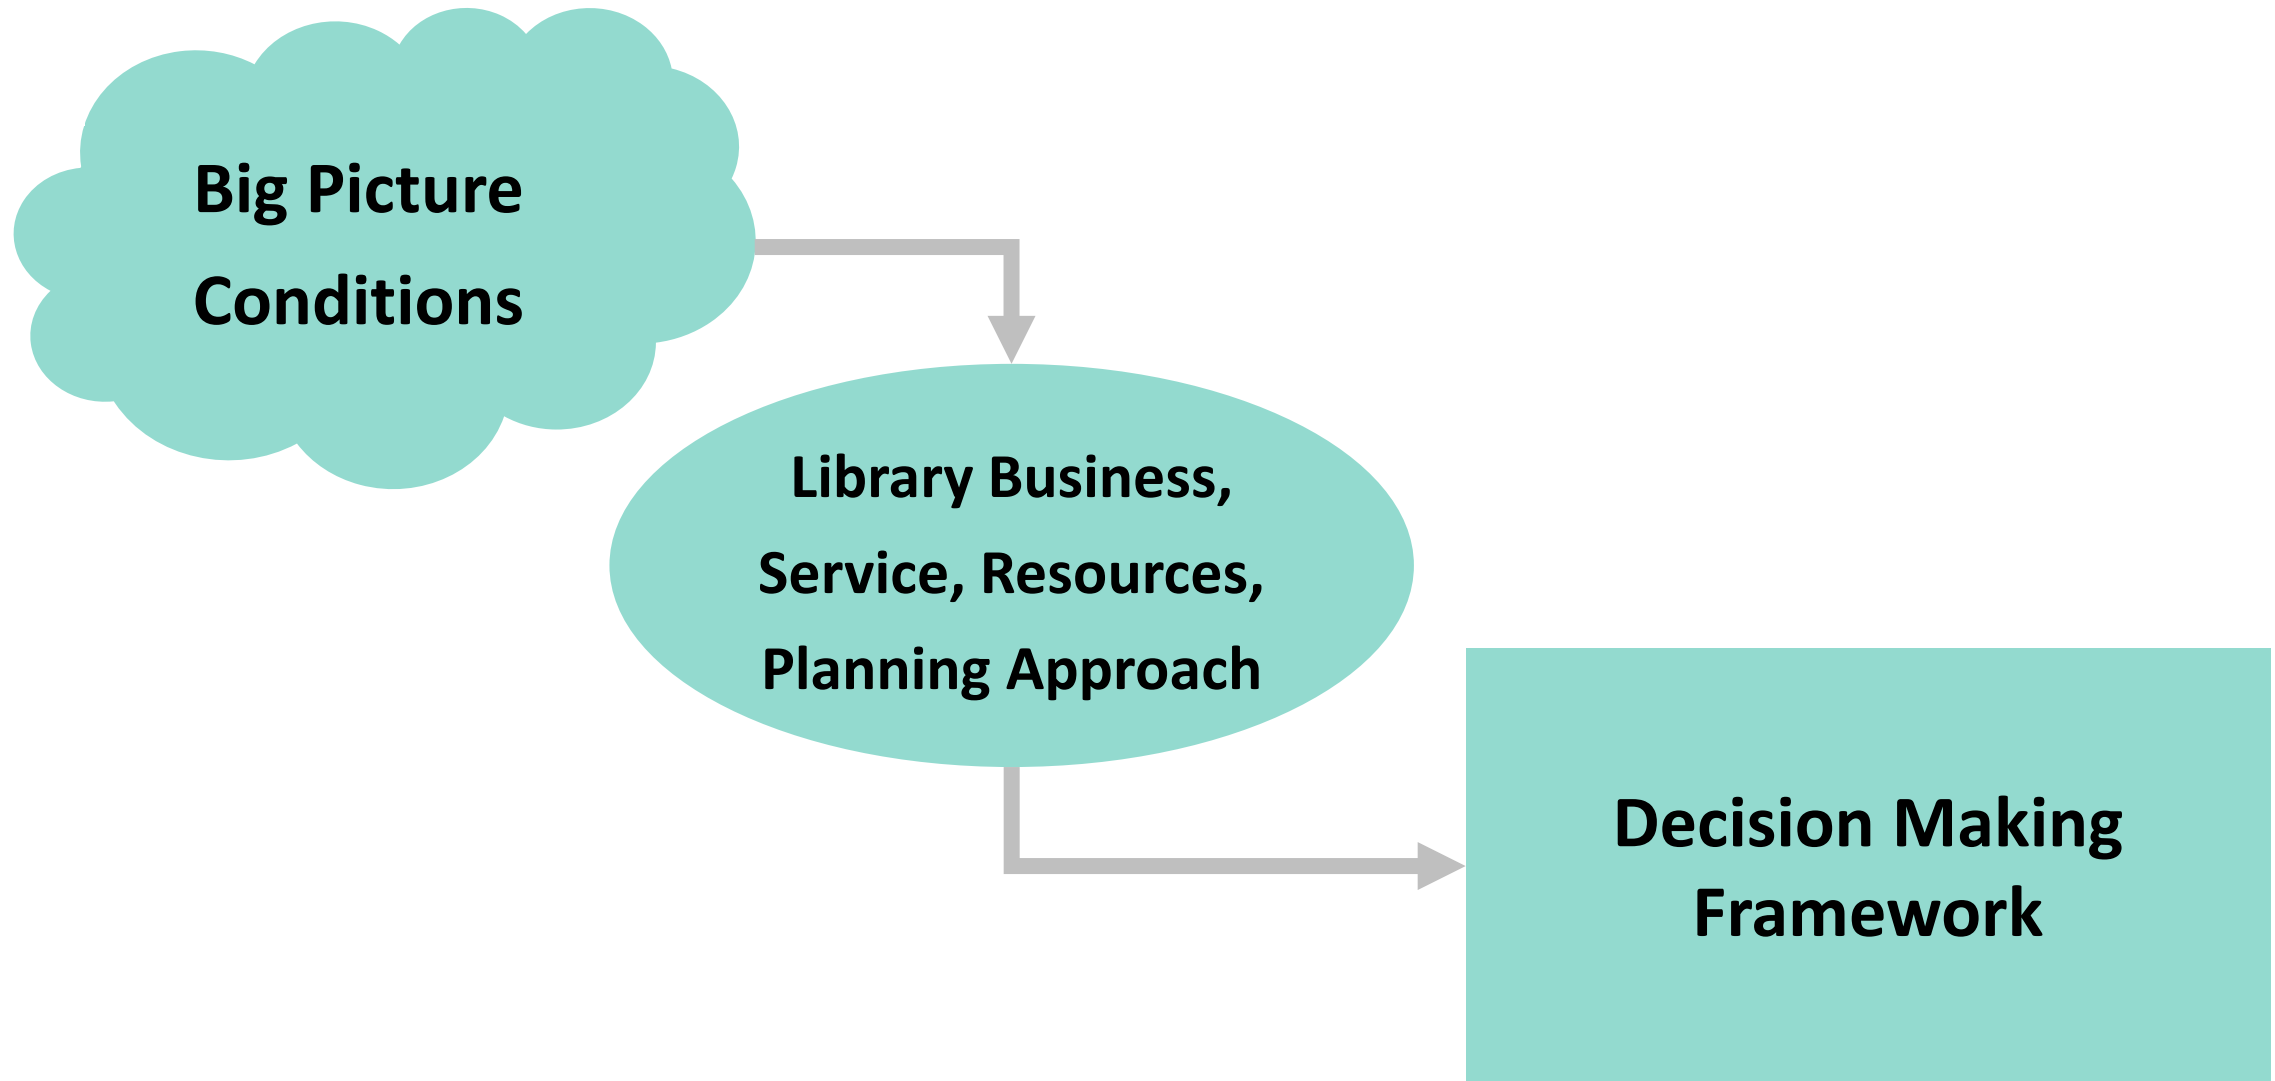 Big Picture
Conditions
Library Business,
Service, Resources,
Planning Approach
Decision Making
Framework